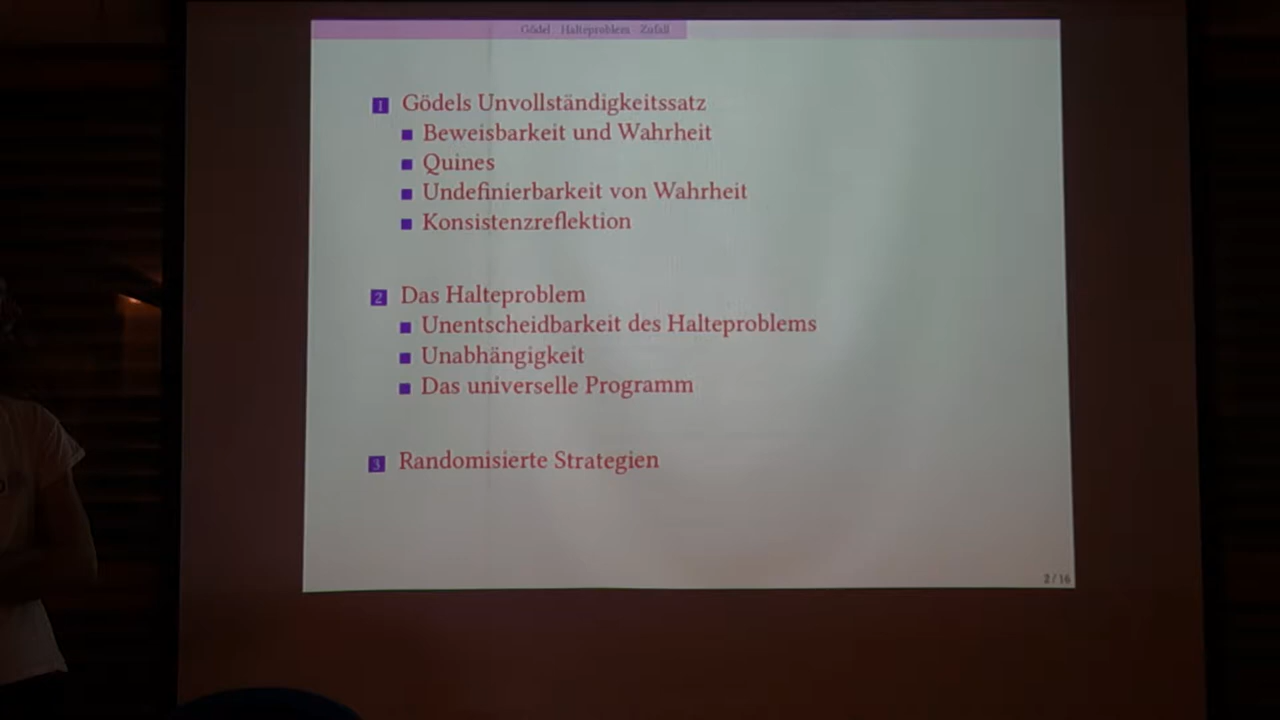 Gödel Halteproblem Zufall
1 Gödels Unvollständigkeitssatz
Beweisbarkeit und Wahrheit
Quines
Undefinierbarkeit von Wahrheit
Konsistenzreflektion
2 Das Halteproblem
Unentscheidbarkeit des Halteproblems
Unabhängigkeit
Das universelle Programm
3 Randomisierte Strategien
2 / 16